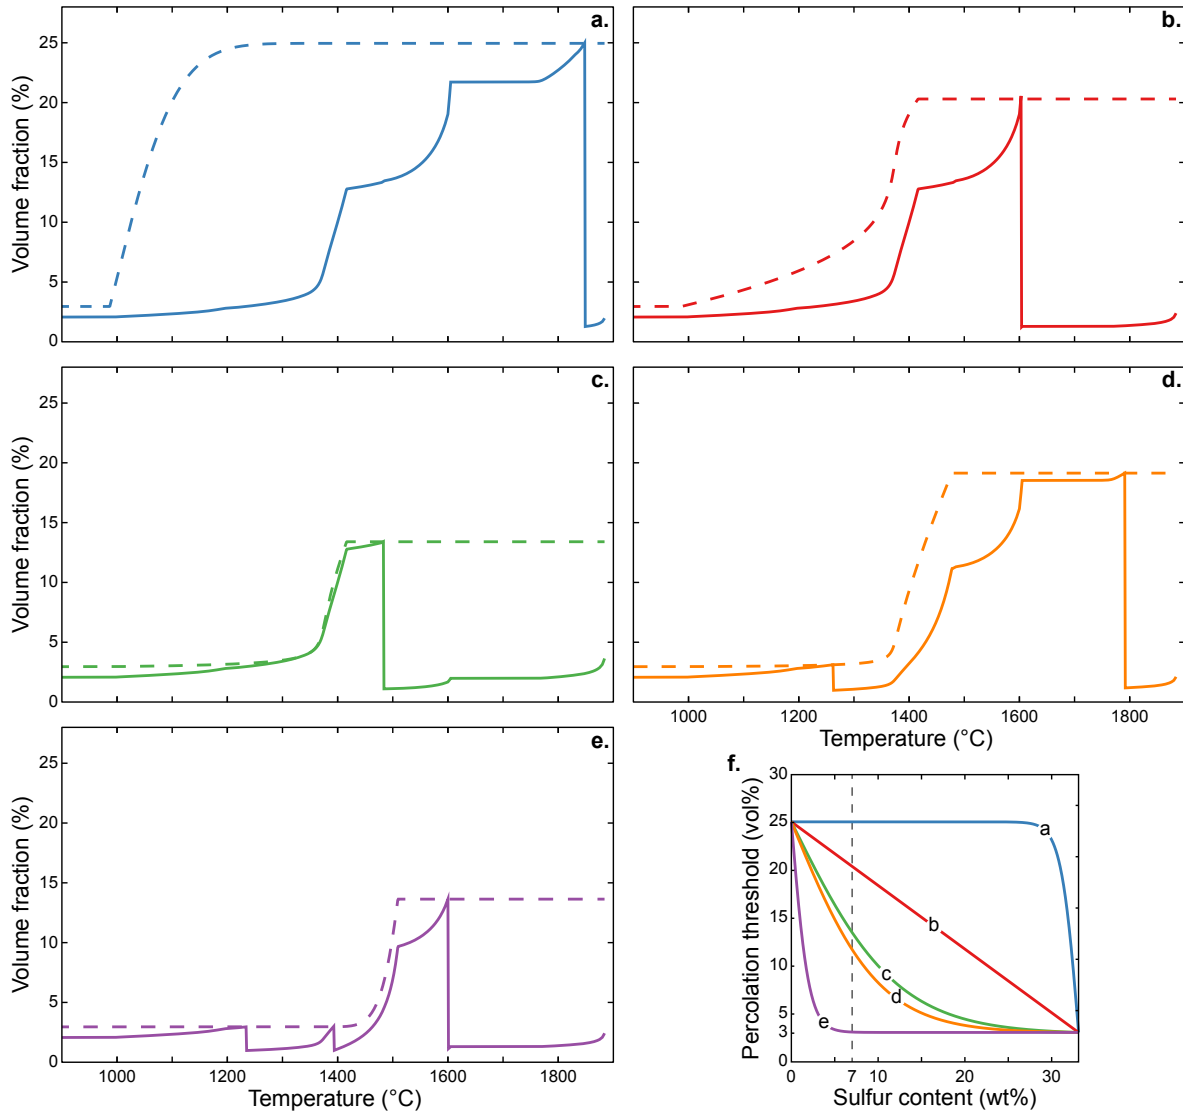 a.
25
20
15
10
5
0
Volume fraction (%)
b.
c.
25
20
15
10
5
0
Volume fraction (%)
d.
1000 1200 1400 1600 1800
Temperature (°C)
e.
25
20
15
10
5
0
Volume fraction (%)
1000 1200 1400 1600 1800
Temperature (°C)
f.
30
25
20
15
10
5
3
0
Percolation threshold (vol%)
a
b
c
d
e
0 7 10 20 30
Sulfur content (wt%)